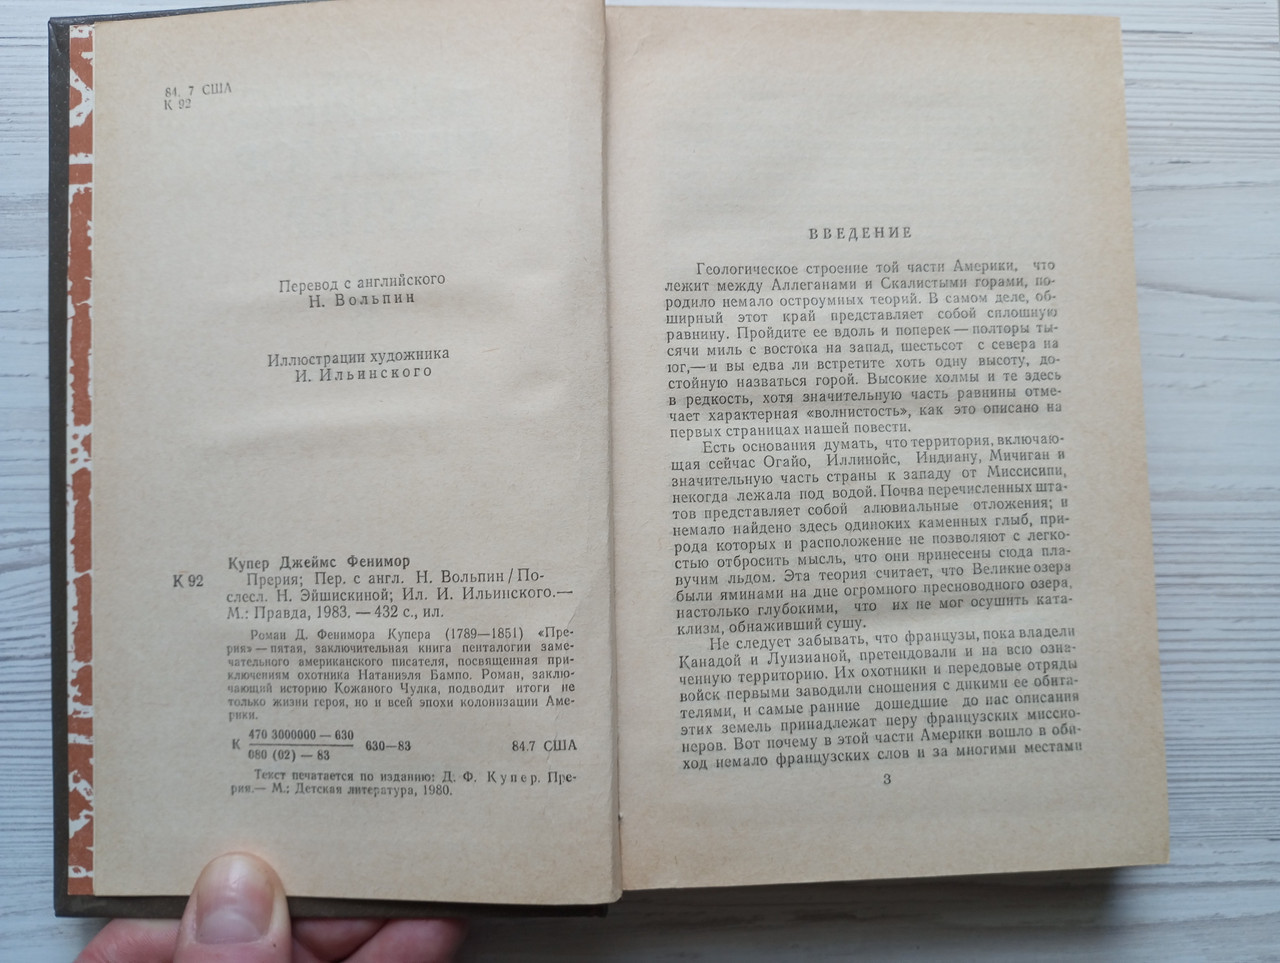 84. 7 США
К 92
Перевод с английского
Н. Вольпин
Иллюстрации художника
И. Ильинского
Купер Джеймс Фенимор
К 92
Прерия; Пер. с англ. Н. Вольпин/По-
слесл. Н. Эйшискиной; Ил. И. Ильинского.—
М.: Правда, 1983. — 432 с., ил.
Роман Д. Фенимора Купера (1789—1851) «Пре-
рия» — пятая, заключительная книга пенталогии заме-
чательного американского писателя, посвященная при-
ключениям охотника Натаниэля Бампо. Роман, заклю-
чающий историю Кожаного Чулка, подводит итоги не
только жизни героя, но и всей эпохи колонизации Аме-
рики.
К 470 3000000 — 630
080 (02) — 83
630—83 84.7 США
Текст печатается по изданию: Д. Ф. Купер. Пре-
рия.— М.: Детская литература, 1980.
ВВЕДЕНИЕ
Геологическое строение той части Америки, что
лежит между Аллеганами и Скалистыми горами, по-
родило немало остроумных теорий. В самом деле, об-
ширный этот край представляет собой сплошную
равнину. Пройдите ее вдоль и поперек — полторы ты-
сячи миль с востока на запад, шестьсот с севера на
юг,— и вы едва ли встретите хоть одну высоту, до-
стойную назваться горой. Высокие холмы и те здесь
в редкость, хотя значительную часть равнины отме-
чает характерная «волнистость», как это описано на
первых страницах нашей повести.
Есть основания думать, что территория, включаю-
щая сейчас Огайо, Иллинойс, Индиану, Мичиган и
значительную часть страны к западу от Миссисипи,
некогда лежала под водой. Почва перечисленных шта-
тов представляет собой алювиальные отложения; и
немало найдено здесь одиноких каменных глыб, при-
рода которых и расположение не позволяют с легко-
стью отбросить мысль, что они принесены сюда пла-
вучим льдом. Эта теория считает, что Великие озера
были яминами на дне огромного пресноводного озера,
настолько глубокими, что их не мог осушить ката-
клизм, обнаживший сушу.
Не следует забывать, что французы, пока владели
Канадой и Луизианой, претендовали и на всю озна-
ченную территорию. Их охотники и передовые отряды
войск первыми заводили сношения с дикими ее обита-
телями, и самые ранние дошедшие до нас описания
этих земель принадлежат перу французских миссио-
неров. Вот почему в этой части Америки вошло в оби-
ход немало французских слов и за многими местами
3